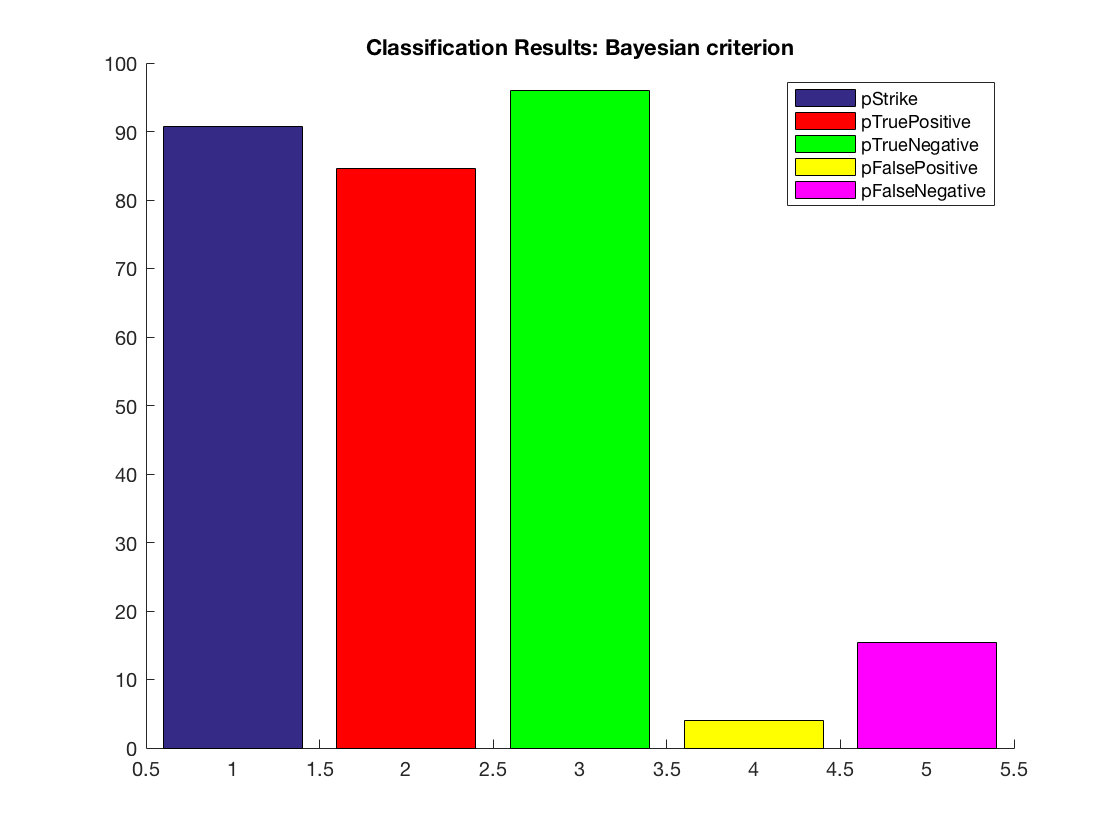 Classification Results: Bayesian criterion
100
90
80
70
60
50
40
30
20
10
0
pStrike
pTruePositive
pTrueNegative
pFalsePositive
pFalseNegative
0.5 1 1.5 2 2.5 3 3.5 4 4.5 5 5.5